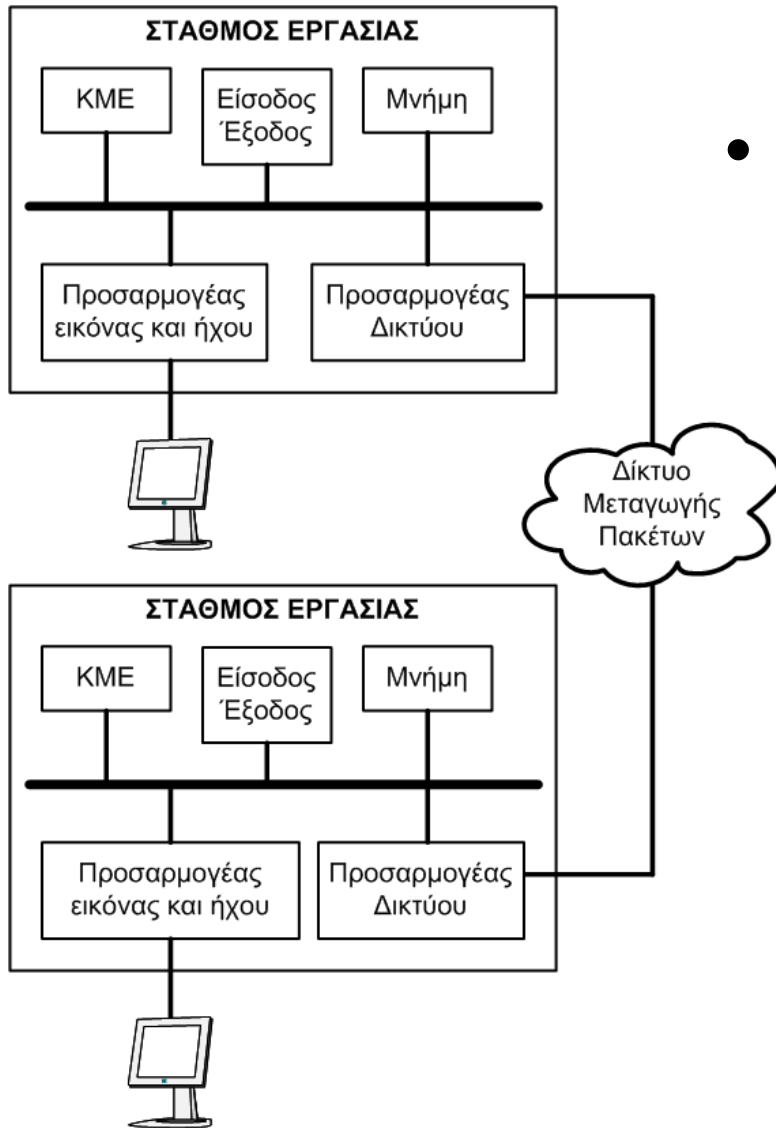 ΣΤΑΘΜΟΣ ΕΡΓΑΣΙΑΣ
ΚΜΕ
Είσοδος
Έξοδος
Μνήμη
Προσαρμογέας
εικόνας και ήχου
Προσαρμογέας
Δικτύου
Δίκτυο
Μεταγωγής
Πακέτων
ΣΤΑΘΜΟΣ ΕΡΓΑΣΙΑΣ
ΚΜΕ
Είσοδος
Έξοδος
Μνήμη
Προσαρμογέας
εικόνας και ήχου
Προσαρμογέας
Δικτύου